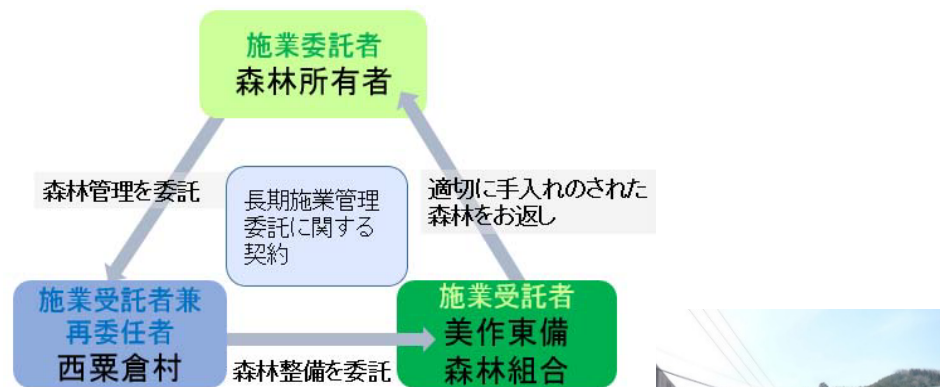 施業委託者
森林所有者
森林管理を委託
長期施業管理
委託に関する
契約
適切に手入れのされた
森林をお返し
施業受託者兼
再委任者
西粟倉村
森林整備を委託
施業受託者
美作東備
森林組合